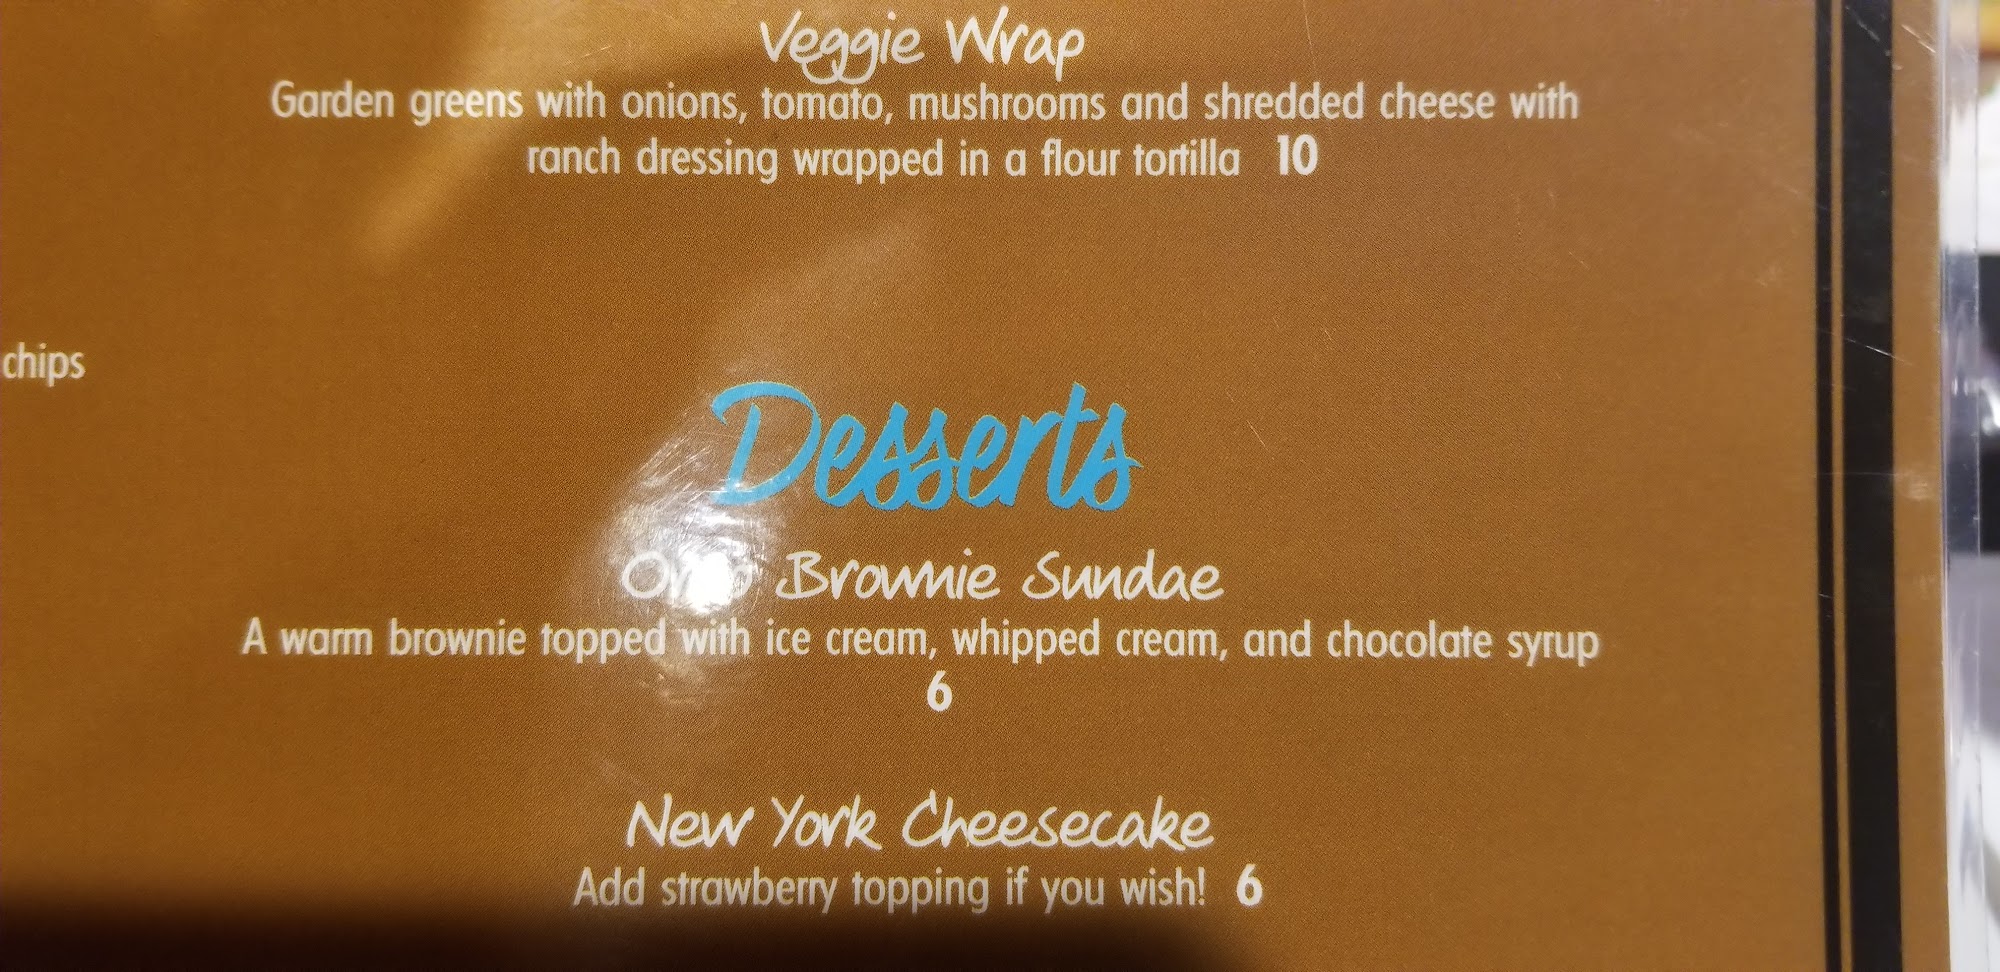 Veggie Wrap
Garden greens with onions, tomato, mushrooms and shredded cheese with
ranch dressing wrapped in a flour tortilla 10
chips
Desserts
Brownie Sundae
A warm brownie topped with ice cream, whipped cream, and chocolate syrup
6
New York Cheesecake
Add strawberry topping if you wish! 6